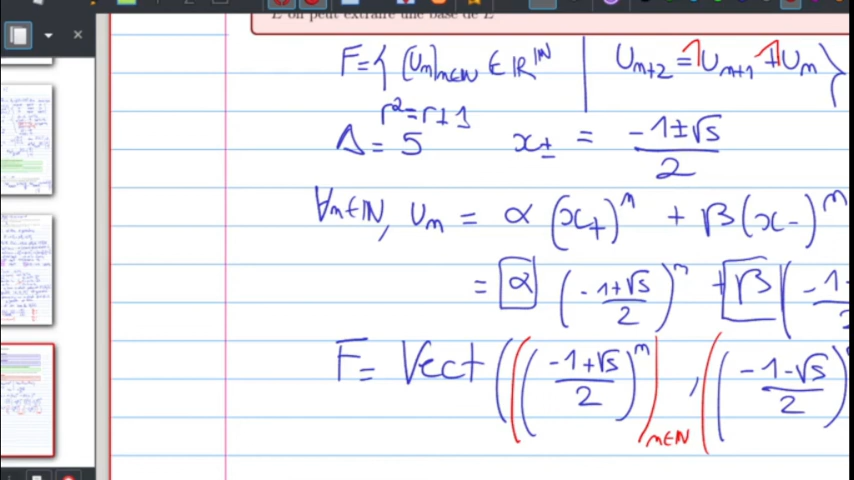 E on peut extraire une base de E
F={ (Un)n∈ℕ ∈ ℝ^ℕ | Un+2 = 1Un+1 + 1Un }
r²=r+1
Δ = 5 x± = (-1±√5)/2
∀n∈ℕ, Un = α (x+)^n + β(x-)^n
= α ((-1+√5)/2)^n + β (-1-
F= Vect ( ( ((-1+√5)/2)^n )n∈ℕ , ( ((-1-√5)/2)^n